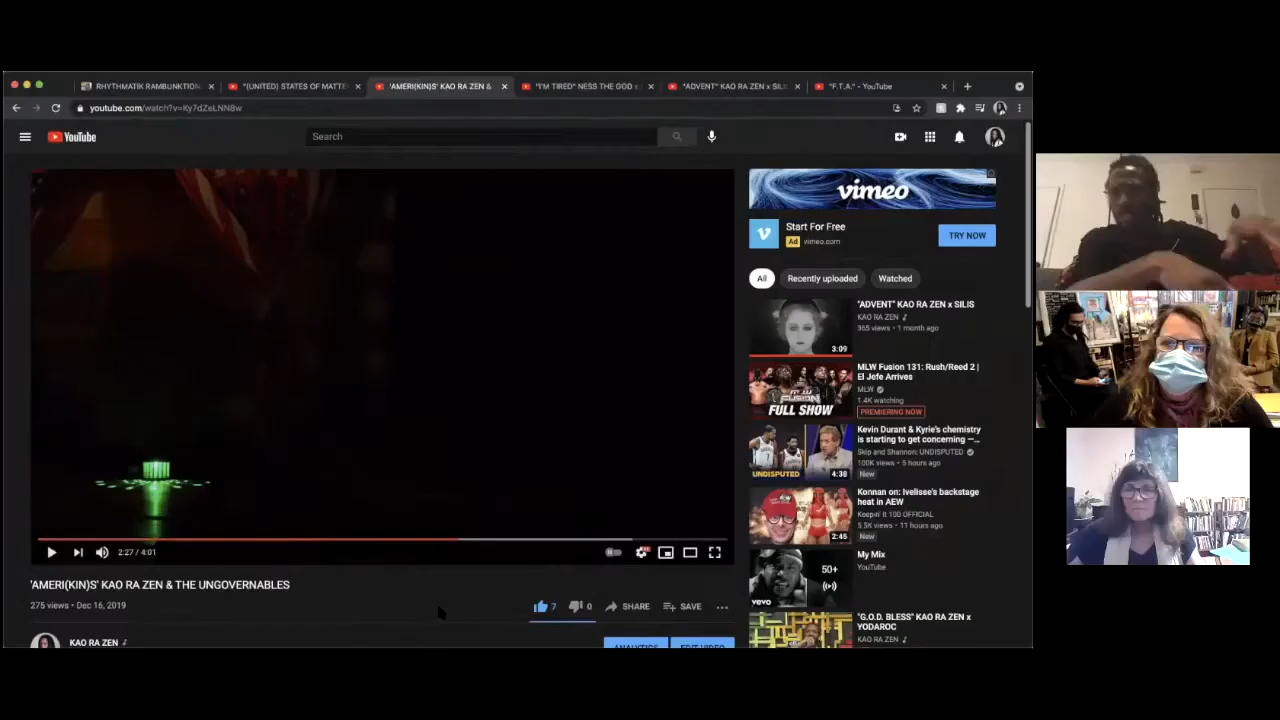 RHYTHMATIK RAMBUNKTION
"(UNITED) STATES OF MATTE
'AMERI(KIN)S' KAO RA ZEN &
"I'M TIRED" NESS THE GOD
"ADVENT" KAO RA ZEN x SIL
"F.T.A." - YouTube
youtube.com/watch?v=Ky7dZeLNN8w
YouTube
Search
vimeo
Start For Free
Ad vimeo.com
TRY NOW
All
Recently uploaded
Watched
"ADVENT" KAO RA ZEN x SILIS
KAO RA ZEN
365 views • 1 month ago
3:09
MLW Fusion 131: Rush/Reed 2 |
El Jefe Arrives
MLW
1.4K watching
PREMIERING NOW
FUSION
FULL SHOW
Kevin Durant & Kyrie's chemistry
is starting to get concerning —...
Skip and Shannon: UNDISPUTED
100K views • 5 hours ago
New
UNDISPUTED
4:38
Konnan on: Ivelisse's backstage
heat in AEW
Keepin' It 100 OFFICIAL
5.5K views • 11 hours ago
New
2:45
My Mix
YouTube
50+
vevo
"G.O.D. BLESS" KAO RA ZEN x
YODAROC
KAO RA ZEN
2:27 / 4:01
'AMERI(KIN)S' KAO RA ZEN & THE UNGOVERNABLES
275 views • Dec 16, 2019
7
0
SHARE
SAVE
KAO RA ZEN
ANALYTICS
EDIT VIDEO